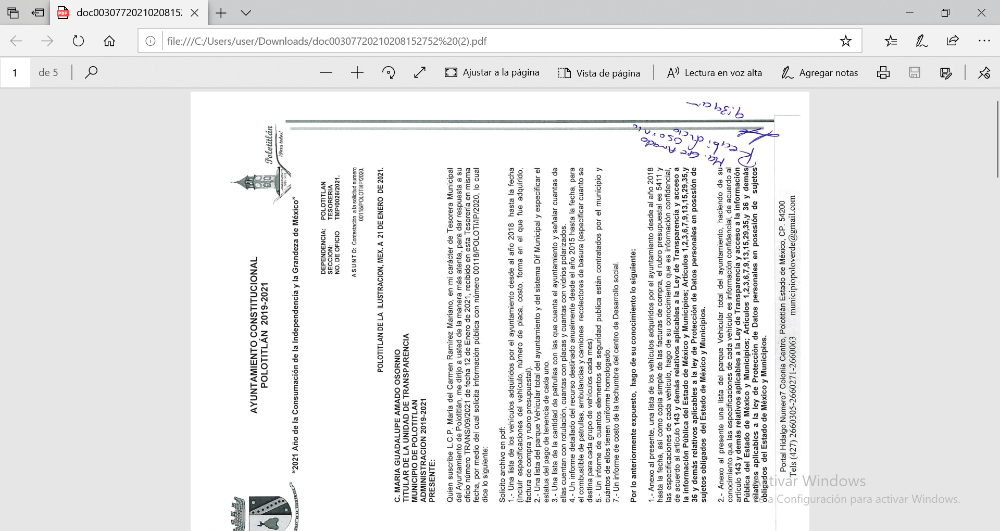 doc0030772021020815:
file:///C:/Users/user/Downloads/doc00307720210208152752%20(2).pdf
1 de 5
Ajustar a la página
Vista de página
Lectura en voz alta
Agregar notas
Polotitlán
¡Para todos!
AYUNTAMIENTO CONSTITUCIONAL
POLOTITLÁN 2019-2021
“2021 Año de la Consumación de la Independencia y la Grandeza de México”
DEPENDENCIA: POLOTITLAN
SECCION: TESORERIA
NO. DE OFICIO TMP/0026/2021.
A S U N T O: Contestación a la solicitud numero
00118/POLOTI/IP/2020.
POLOTITLAN DE LA ILUSTRACION, MEX. A 21 DE ENERO DE 2021.
C. MARIA GUADALUPE AMADO OSORNIO
TITULAR DE LA UNIDAD DE TRANSPARENCIA
MUNICIPIO DE POLOTITLAN
ADMINISTRACION 2019-2021
PRESENTE:
Quien suscribe L.C.P. María del Carmen Ramírez Mariano, en mi carácter de Tesorera Municipal
del Ayuntamiento de Polotitlán, me dirijo a usted de la manera más atenta, para dar respuesta a su
oficio número TRANS/09/2021 de fecha 12 de Enero de 2021, recibido en esta Tesorería en misma
fecha, por medio del cual solicita información pública con número 00118/POLOTI/IP/2020, lo cual
dice lo siguiente:
Solicito archivo en pdf:
1.- Una lista de los vehículos adquiridos por el ayuntamiento desde al año 2018 hasta la fecha
(Incluir especificaciones del vehículo, número de placa, costo, forma en el que fue adquirido,
factura de compra y rubro presupuestal).
2.- Una lista del parque Vehicular total del ayuntamiento y del sistema Dif Municipal y especificar el
estatus del pago de tenencia de cada uno.
3.- Una lista de la cantidad de patrullas con las que cuenta el ayuntamiento y señalar cuantas de
ellas cuentan con rotulación, cuantas con placas y cuantas con vidrios polarizados.
4.- Un informe detallado del recurso destinado anualmente desde el año 2015 hasta la fecha, para
el combustible de patrullas, ambulancias y camiones recolectores de basura (especificar cuanto se
destina para cada grupo de vehículos cada mes)
5.- Un informe de cuantos elementos de seguridad publica están contratados por el municipio y
cuántos de ellos tienen uniforme homologado.
7.- Un informe de costo de la techumbre del centro de Desarrollo social.
Por lo anteriormente expuesto, hago de su conocimiento lo siguiente:
1.- Anexo al presente, una lista de los vehículos adquiridos por el ayuntamiento desde al año 2018
hasta la fecha, así como copia simple de las facturas de compra, el rubro presupuestal es 5411 y
las especificaciones de cada vehículo, hago de su conocimiento que es información confidencial,
de acuerdo al artículo 143 y demás relativos aplicables a la Ley de Transparencia y acceso a
la información Pública del Estado de México y Municipios; Artículos 1,2,3,6,7,9,13,15,29,35,y
36 y demás relativos aplicables a la ley de Protección de Datos personales en posesión de
sujetos obligados del Estado de México y Municipios.
2.- Anexo al presente una lista del parque Vehicular total del ayuntamiento, haciendo de su
conocimiento que las especificaciones de cada vehículo es información confidencial, de acuerdo al
artículo 143 y demás relativos aplicables a la Ley de Transparencia y acceso a la información
Pública del Estado de México y Municipios; Artículos 1,2,3,6,7,9,13,15,29,35,y 36 y demás
relativos aplicables a la ley de Protección de Datos personales en posesión de sujetos
obligados del Estado de México y Municipios.
Recibi Oficio
Ma. Gpe Amado
Osornio
9:39 am
Portal Hidalgo Numero7 Colonia Centro, Polotitlán Estado de México, CP. 54200
Tels (427) 2660305-2660271-2660063 municipiopoloverde@gmail.com
Activar Windows
Ve a Configuración para activar Windows.